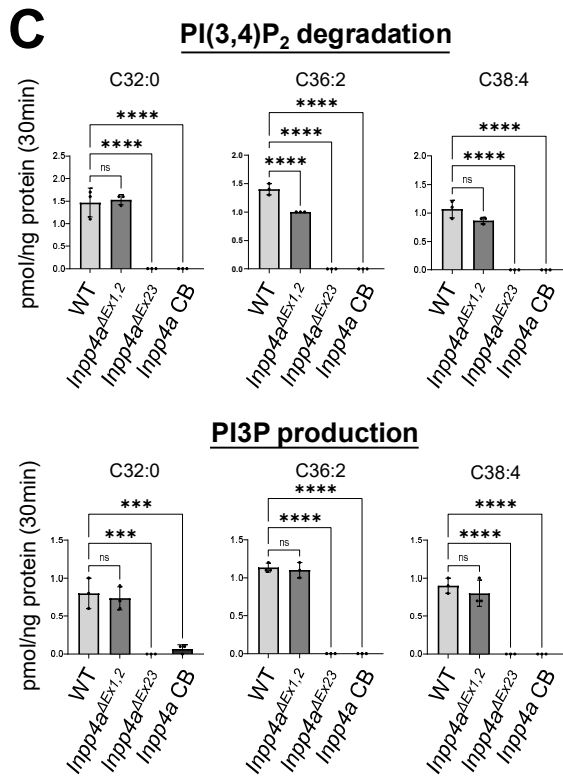 C
PI(3,4)P₂ degradation
C32:0
C36:2
C38:4
pmol/ng protein (30min)
****
****
ns
2.5
2.0
1.5
1.0
0.5
0.0
WT
Inpp4aΔEx1,2
Inpp4aΔEx23
Inpp4a CB
****
****
****
2.0
1.5
1.0
0.5
0.0
WT
Inpp4aΔEx1,2
Inpp4aΔEx23
Inpp4a CB
****
****
ns
2.0
1.5
1.0
0.5
0.0
WT
Inpp4aΔEx1,2
Inpp4aΔEx23
Inpp4a CB
PI3P production
C32:0
C36:2
C38:4
pmol/ng protein (30min)
***
***
ns
1.5
1.0
0.5
0.0
WT
Inpp4aΔEx1,2
Inpp4aΔEx23
Inpp4a CB
****
****
ns
1.5
1.0
0.5
0.0
WT
Inpp4aΔEx1,2
Inpp4aΔEx23
Inpp4a CB
****
****
ns
1.5
1.0
0.5
0.0
WT
Inpp4aΔEx1,2
Inpp4aΔEx23
Inpp4a CB